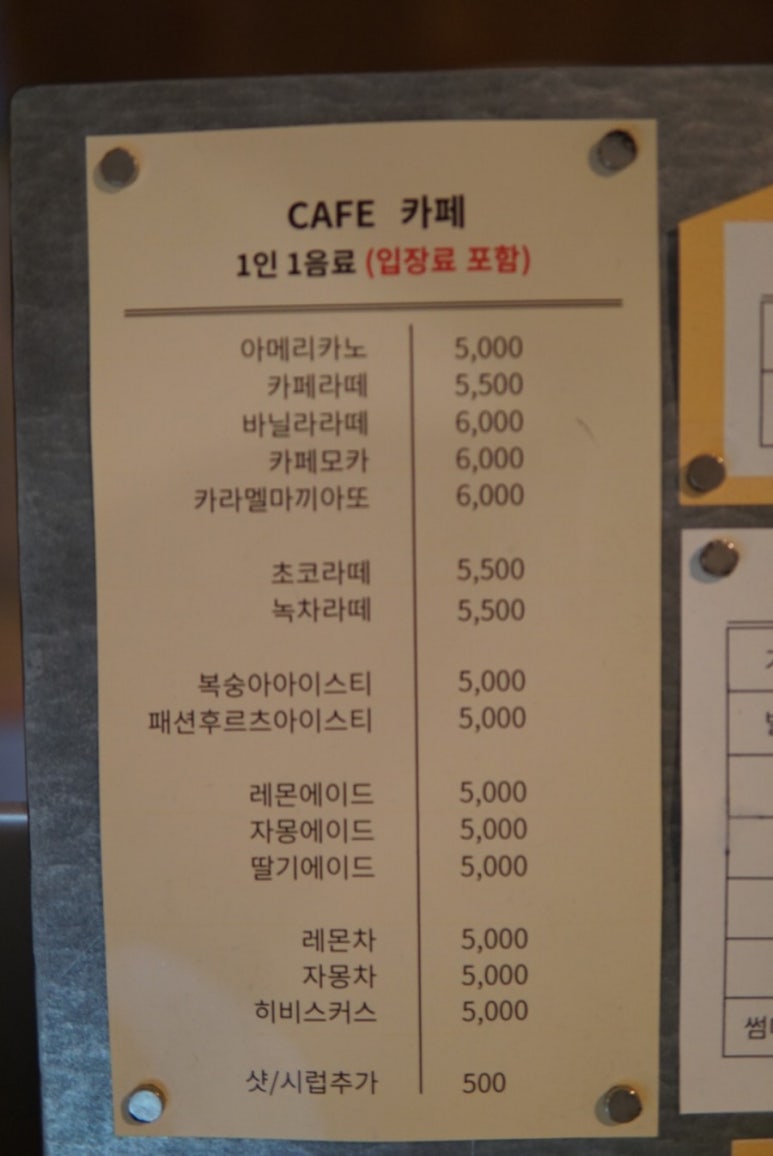 CAFE 카페
1인 1음료 (입장료 포함)
아메리카노 5,000
카페라떼 5,500
바닐라라떼 6,000
카페모카 6,000
카라멜마끼아또 6,000
초코라떼 5,500
녹차라떼 5,500
복숭아아이스티 5,000
패션후르츠아이스티 5,000
레몬에이드 5,000
자몽에이드 5,000
딸기에이드 5,000
레몬차 5,000
자몽차 5,000
히비스커스 5,000
샷/시럽추가 500